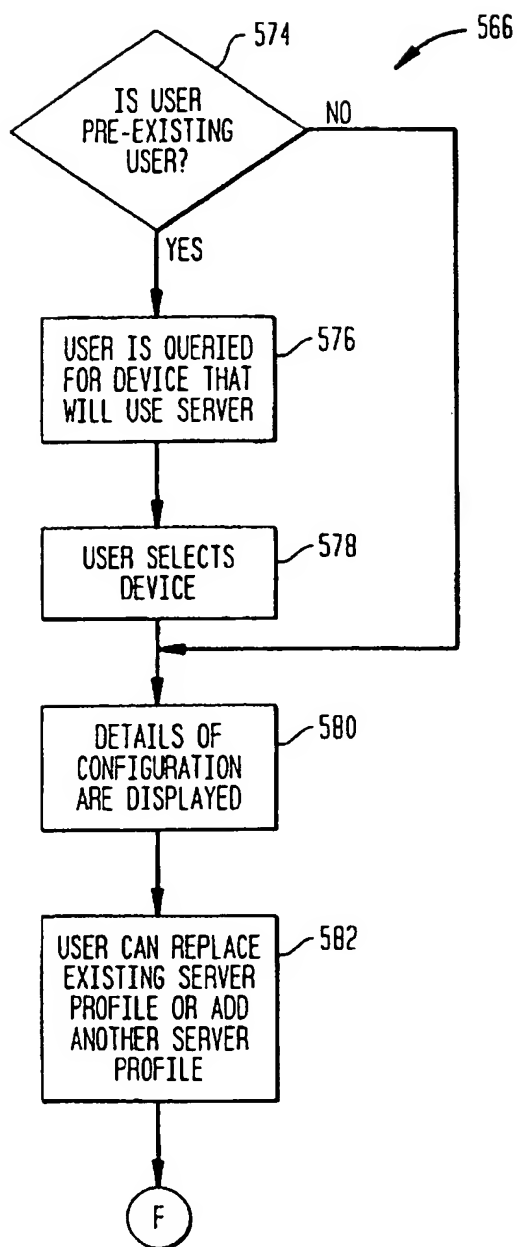 574
566
IS USER
PRE-EXISTING
USER?
NO
YES
USER IS QUERIED
FOR DEVICE THAT
WILL USE SERVER
576
USER SELECTS
DEVICE
578
DETAILS OF
CONFIGURATION
ARE DISPLAYED
580
USER CAN REPLACE
EXISTING SERVER
PROFILE OR ADD
ANOTHER SERVER
PROFILE
582
F